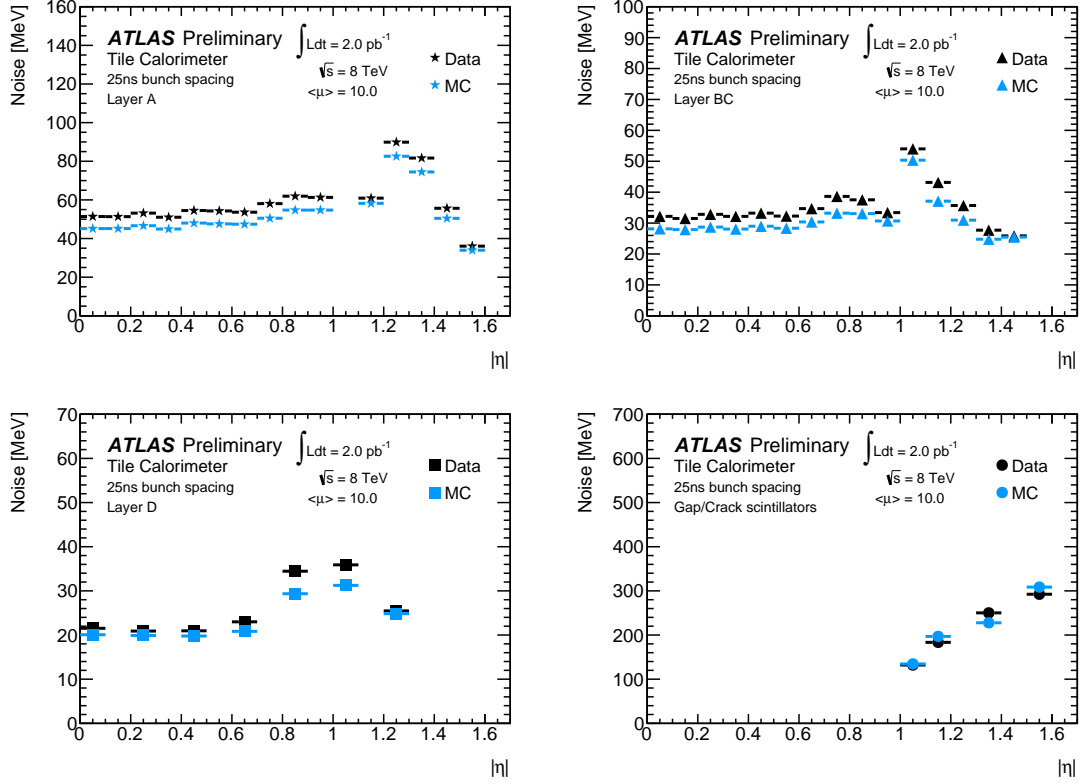 Noise [MeV]
160
140
120
100
80
60
40
20
0
ATLAS Preliminary
Tile Calorimeter
25ns bunch spacing
Layer A
∫ Ldt = 2.0 pb⁻¹
√s = 8 TeV
<μ> = 10.0
Data
MC
0 0.2 0.4 0.6 0.8 1 1.2 1.4 1.6
|η|
Noise [MeV]
100
90
80
70
60
50
40
30
20
10
0
ATLAS Preliminary
Tile Calorimeter
25ns bunch spacing
Layer BC
∫ Ldt = 2.0 pb⁻¹
√s = 8 TeV
<μ> = 10.0
Data
MC
0 0.2 0.4 0.6 0.8 1 1.2 1.4 1.6
|η|
Noise [MeV]
70
60
50
40
30
20
10
0
ATLAS Preliminary
Tile Calorimeter
25ns bunch spacing
Layer D
∫ Ldt = 2.0 pb⁻¹
√s = 8 TeV
<μ> = 10.0
Data
MC
0 0.2 0.4 0.6 0.8 1 1.2 1.4 1.6
|η|
Noise [MeV]
700
600
500
400
300
200
100
0
ATLAS Preliminary
Tile Calorimeter
25ns bunch spacing
Gap/Crack scintillators
∫ Ldt = 2.0 pb⁻¹
√s = 8 TeV
<μ> = 10.0
Data
MC
0 0.2 0.4 0.6 0.8 1 1.2 1.4 1.6
|η|